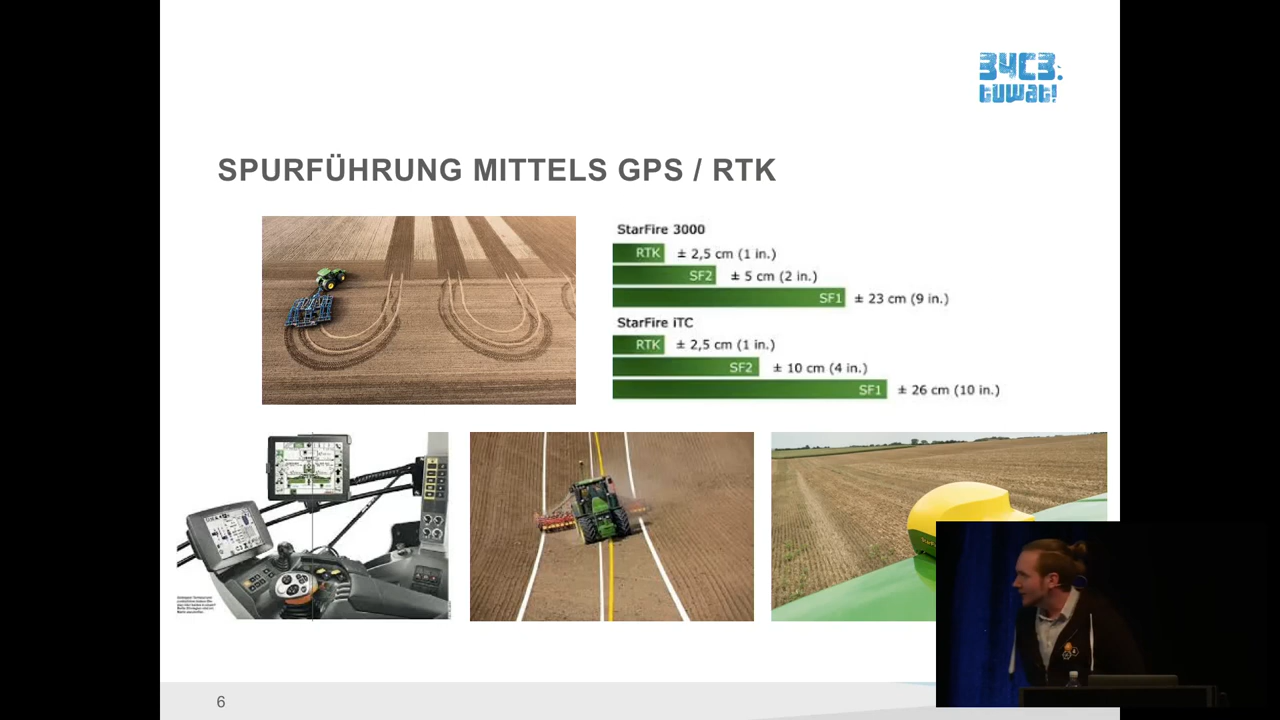 34C3.
tuwat!
SPURFÜHRUNG MITTELS GPS / RTK
StarFire 3000
RTK ± 2,5 cm (1 in.)
SF2 ± 5 cm (2 in.)
SF1 ± 23 cm (9 in.)
StarFire iTC
RTK ± 2,5 cm (1 in.)
SF2 ± 10 cm (4 in.)
SF1 ± 26 cm (10 in.)
6